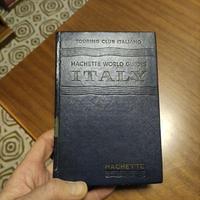 TOURING CLUB ITALIANO
HACHETTE WORLD GUIDES
ITALY
HACHETTE